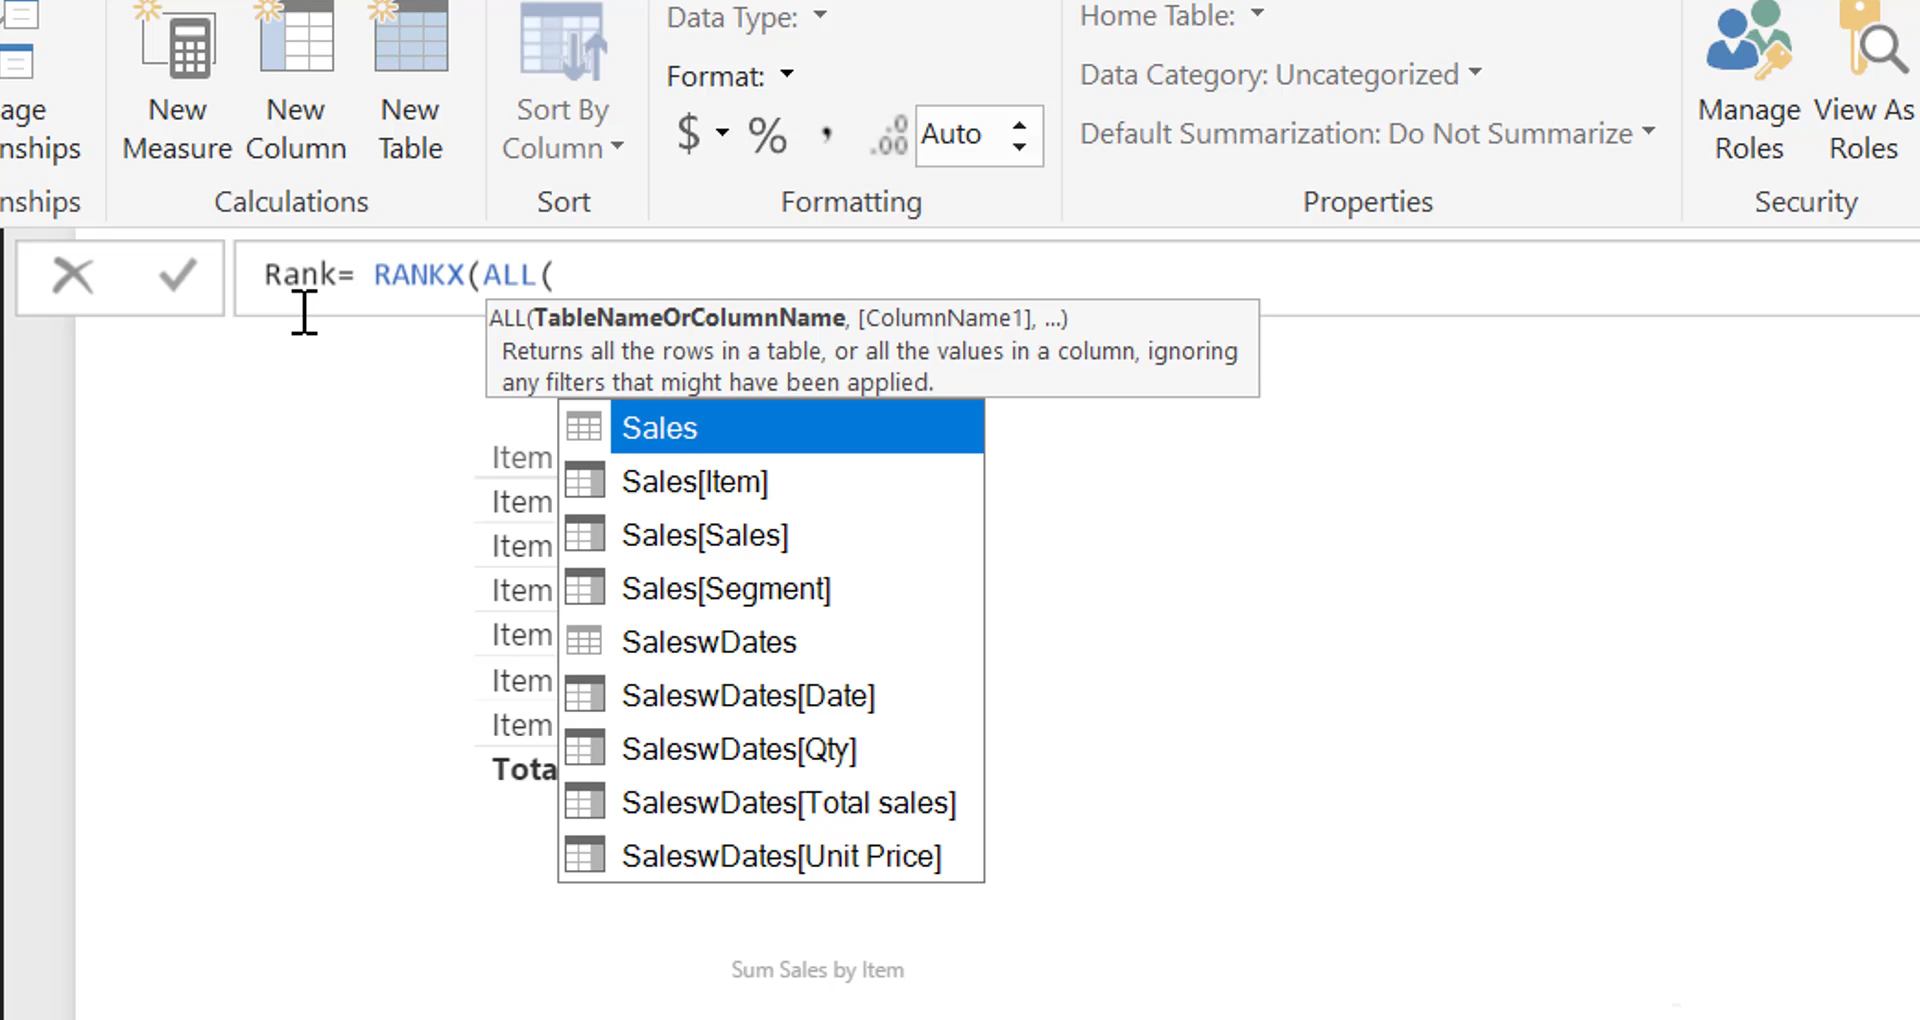 age
nships
nships
New
Measure
New
Column
New
Table
Calculations
Sort By
Column
Sort
Data Type:
Format:
$ % , .0
.00 Auto
Formatting
Home Table:
Data Category: Uncategorized
Default Summarization: Do Not Summarize
Properties
Manage
Roles
View As
Roles
Security
Rank= RANKX(ALL(
ALL(TableNameOrColumnName, [ColumnName1], ...)
Returns all the rows in a table, or all the values in a column, ignoring
any filters that might have been applied.
Sales
Sales[Item]
Sales[Sales]
Sales[Segment]
SaleswDates
SaleswDates[Date]
SaleswDates[Qty]
SaleswDates[Total sales]
SaleswDates[Unit Price]
Item
Item
Item
Item
Item
Item
Item
Tota
Sum Sales by Item